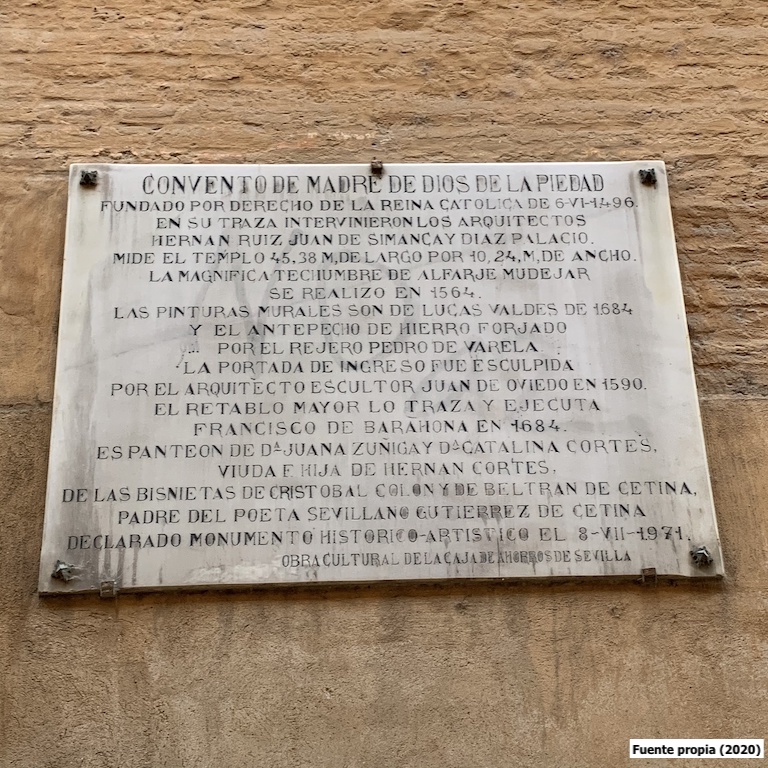 CONVENTO DE MADRE DE DIOS DE LA PIEDAD
FUNDADO POR DERECHO DE LA REINA CATOLICA DE 6-VI-1496.
EN SU TRAZA INTERVINIERON LOS ARQUITECTOS
HERNAN RUIZ JUAN DE SIMANCA Y DIAZ PALACIO.
MIDE EL TEMPLO 45,38 M, DE LARGO POR 10,24, M, DE ANCHO.
LA MAGNIFICA TECHUMBRE DE ALFARJE MUDEJAR
SE REALIZO EN 1564.
LAS PINTURAS MURALES SON DE LUCAS VALDES DE 1684
Y EL ANTEPECHO DE HIERRO FORJADO
POR EL REJERO PEDRO DE VARELA
LA PORTADA DE INGRESO FUE ESCULPIDA
POR EL ARQUITECTO ESCULTOR JUAN DE OVIEDO EN 1590.
EL RETABLO MAYOR LO TRAZA Y EJECUTA
FRANCISCO DE BARAHONA EN 1684.
ES PANTEON DE Dª JUANA ZUÑIGA Y Dª CATALINA CORTES,
VIUDA E HIJA DE HERNAN CORTES,
DE LAS BISNIETAS DE CRISTOBAL COLON Y DE BELTRAN DE CETINA,
PADRE DEL POETA SEVILLANO GUTIERREZ DE CETINA
DECLARADO MONUMENTO HISTORICO-ARTISTICO EL 8-VII-1971.
OBRA CULTURAL DE LA CAJA DE AHORROS DE SEVILLA
Fuente propia (2020)